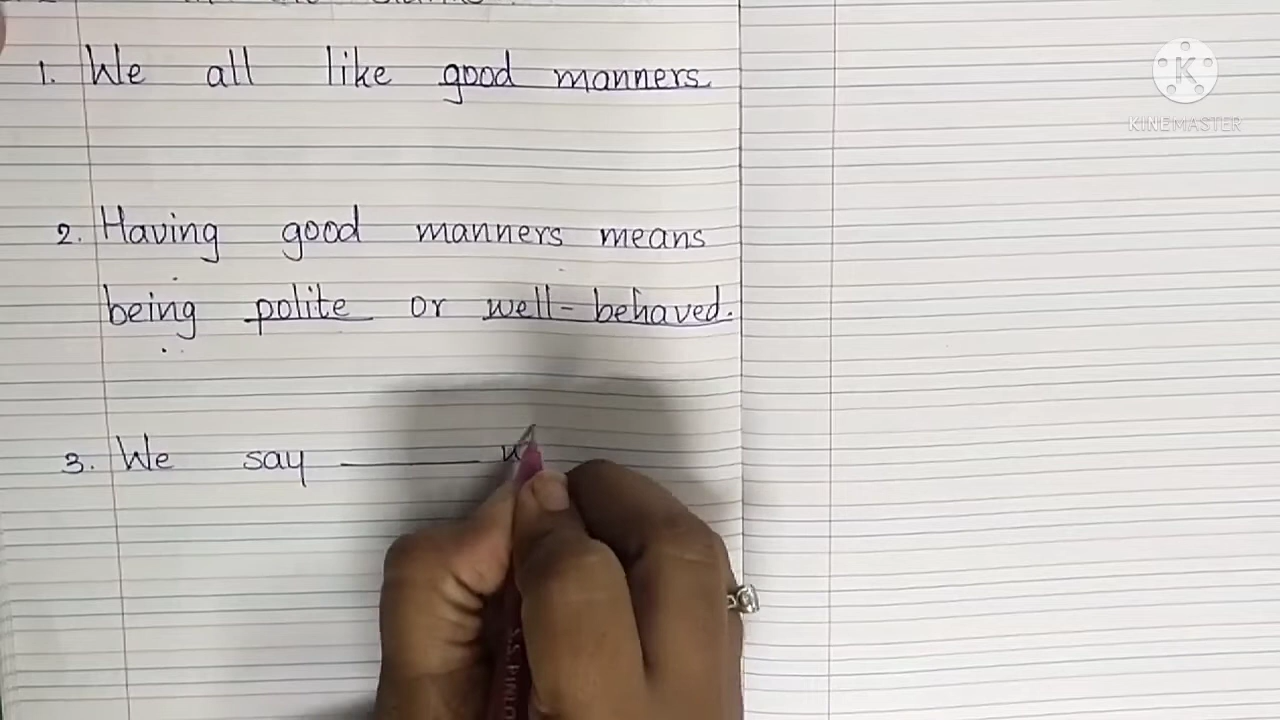 1. We all like good manners.
2. Having good manners means
being polite or well-behaved.
3. We say ______
KINEMASTER